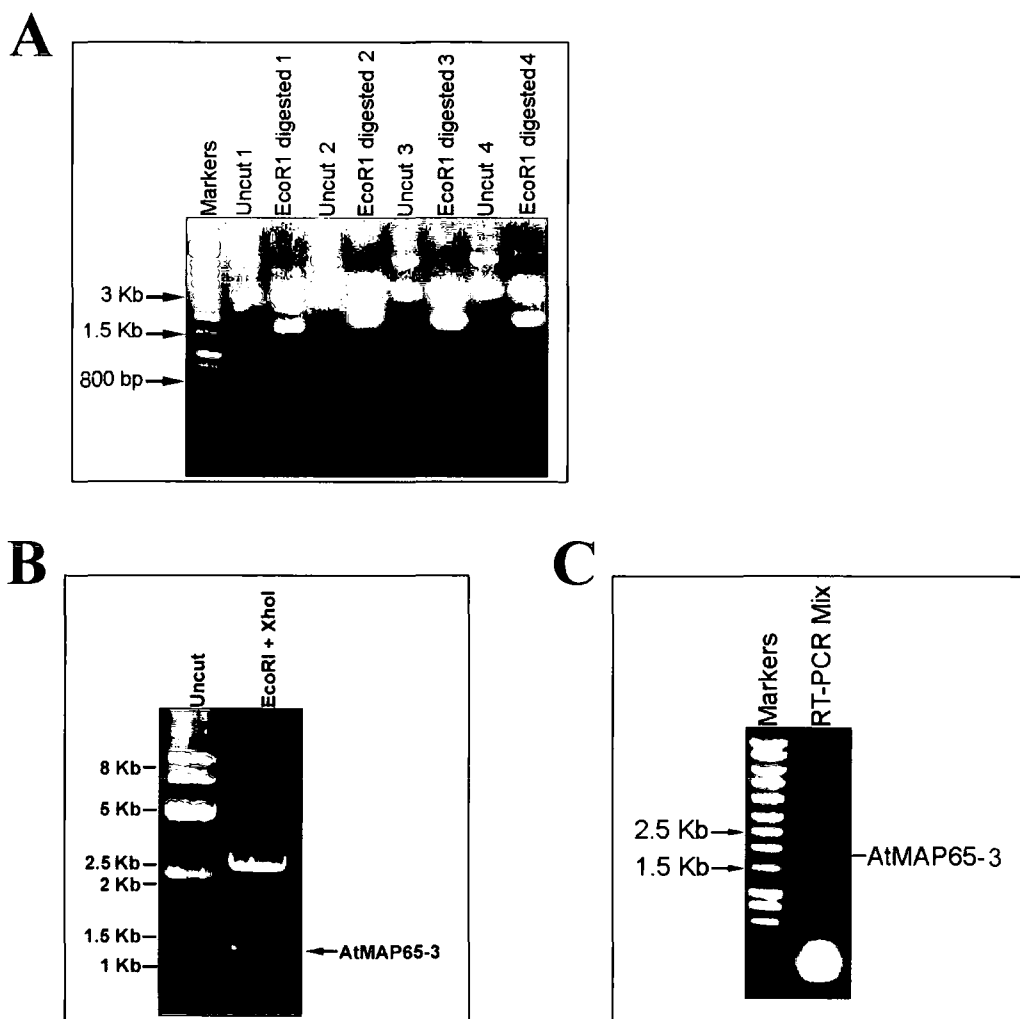 A
Markers
Uncut 1
EcoR1 digested 1
Uncut 2
EcoR1 digested 2
Uncut 3
EcoR1 digested 3
Uncut 4
EcoR1 digested 4
3 Kb
1.5 Kb
800 bp
B
Uncut
EcoRI + XhoI
8 Kb
5 Kb
2.5 Kb
2 Kb
1.5 Kb
1 Kb
AtMAP65-3
C
Markers
RT-PCR Mix
2.5 Kb
1.5 Kb
AtMAP65-3